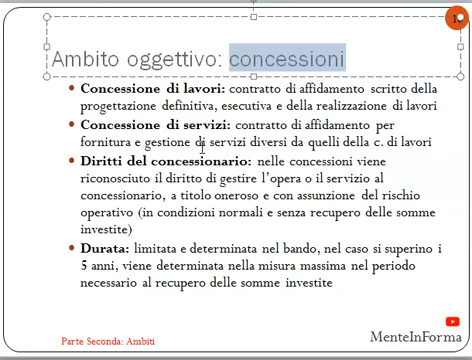 Ambito oggettivo: concessioni
• Concessione di lavori: contratto di affidamento scritto della
progettazione definitiva, esecutiva e della realizzazione di lavori
• Concessione di servizi: contratto di affidamento per
fornitura e gestione di servizi diversi da quelli della c. di lavori
• Diritti del concessionario: nelle concessioni viene
riconosciuto il diritto di gestire l'opera o il servizio al
concessionario, a titolo oneroso e con assunzione del rischio
operativo (in condizioni normali e senza recupero delle somme
investite)
• Durata: limitata e determinata nel bando, nel caso si superino i
5 anni, viene determinata nella misura massima nel periodo
necessario al recupero delle somme investite
Parte Seconda: Ambiti
MenteInForma